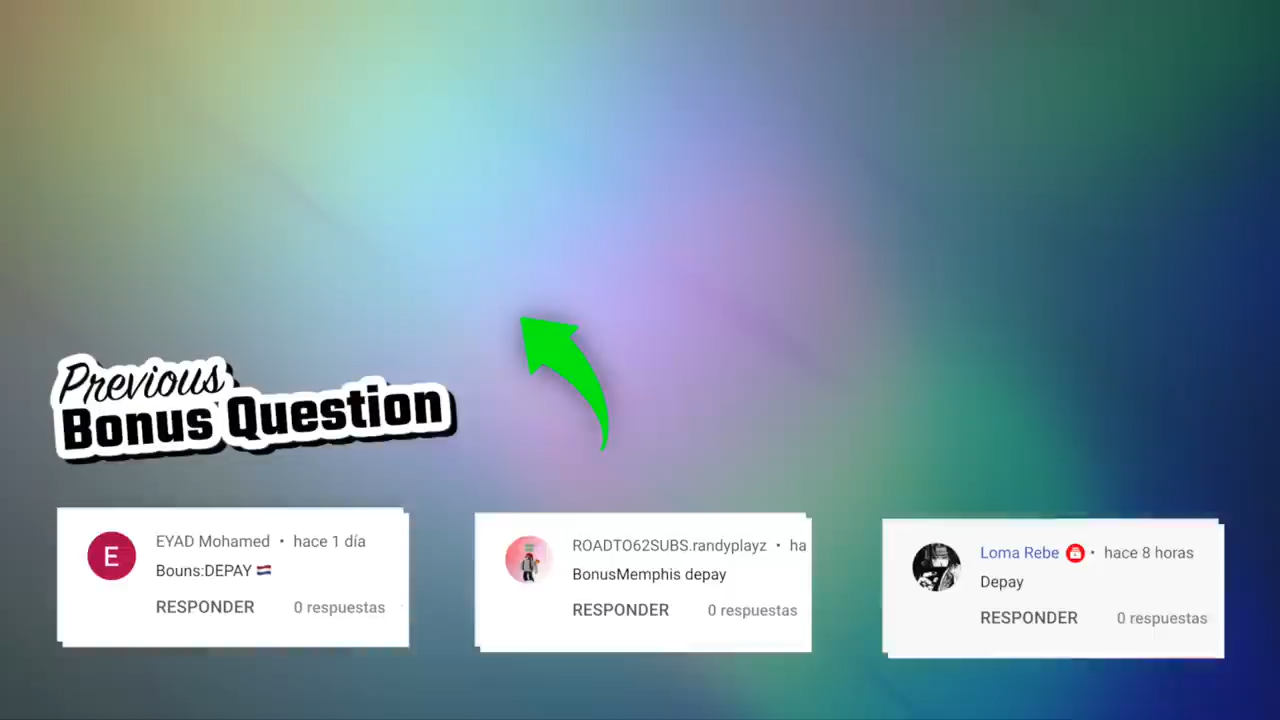 Previous
Bonus Question
E
EYAD Mohamed • hace 1 día
Bouns:DEPAY 🇳🇱
RESPONDER 0 respuestas
ROADTO62SUBS.randyplayz • ha
BonusMemphis depay
RESPONDER 0 respuestas
Loma Rebe • hace 8 horas
Depay
RESPONDER 0 respuestas